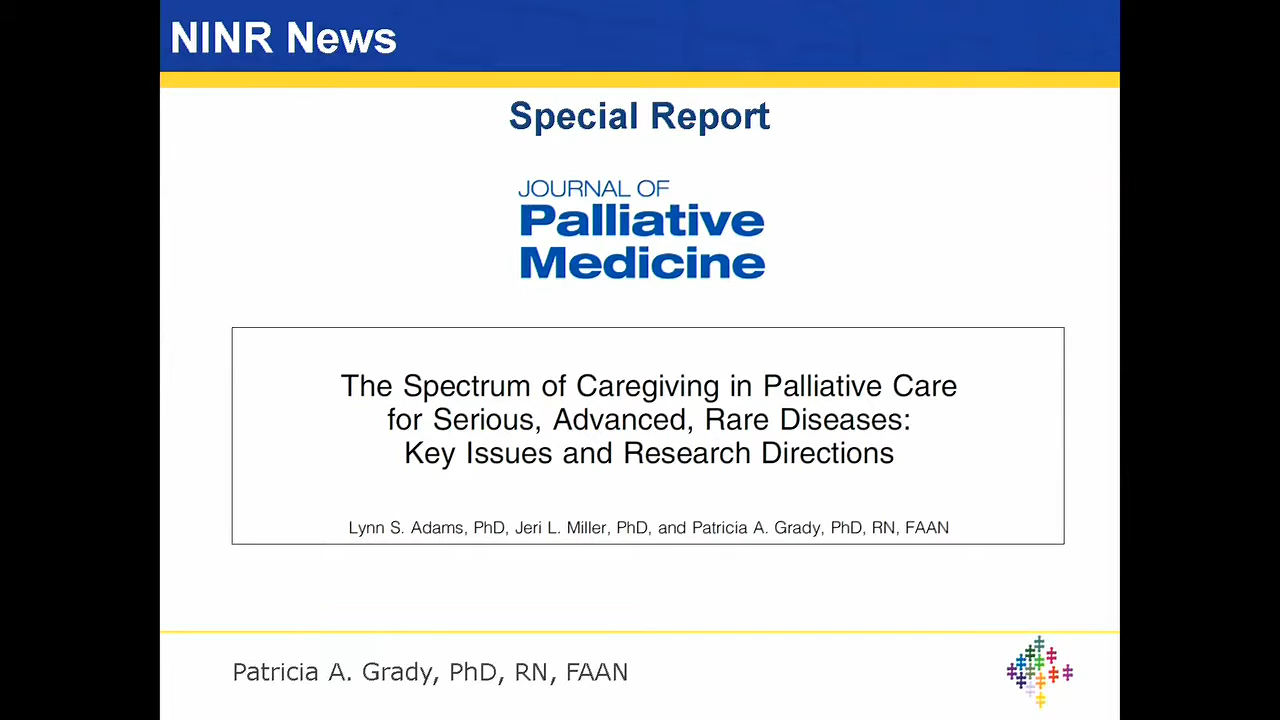 NINR News
Special Report
JOURNAL OF
Palliative
Medicine
The Spectrum of Caregiving in Palliative Care
for Serious, Advanced, Rare Diseases:
Key Issues and Research Directions
Lynn S. Adams, PhD, Jeri L. Miller, PhD, and Patricia A. Grady, PhD, RN, FAAN
Patricia A. Grady, PhD, RN, FAAN